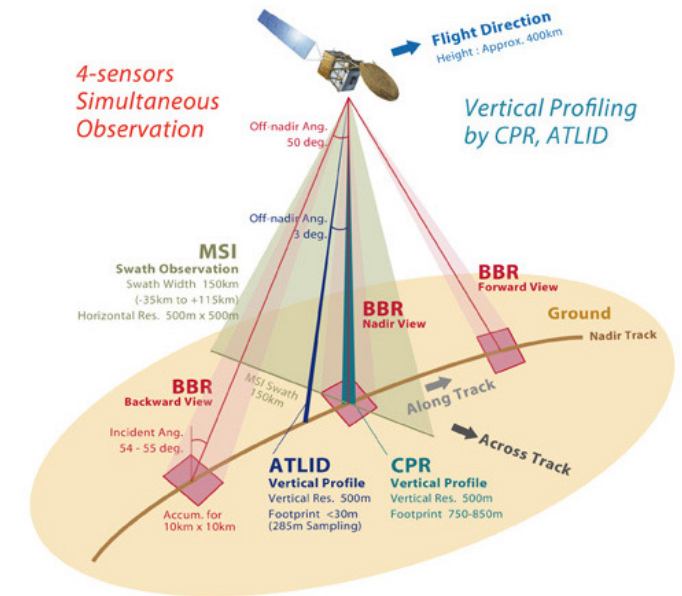 Flight Direction
Height : Approx. 400km
4-sensors
Simultaneous
Observation
Vertical Profiling
by CPR, ATLID
Off-nadir Ang.
50 deg.
Off-nadir Ang.
3 deg.
MSI
Swath Observation
Swath Width 150km
(-35km to +115km)
Horizontal Res. 500m x 500m
BBR
Forward View
BBR
Nadir View
Ground
Nadir Track
BBR
Backward View
MSI Swath
150km
Along Track
Across Track
Incident Ang.
54 - 55 deg.
ATLID
Vertical Profile
Vertical Res. 500m
Footprint <30m
(285m Sampling)
CPR
Vertical Profile
Vertical Res. 500m
Footprint 750-850m
Accum. for
10km x 10km